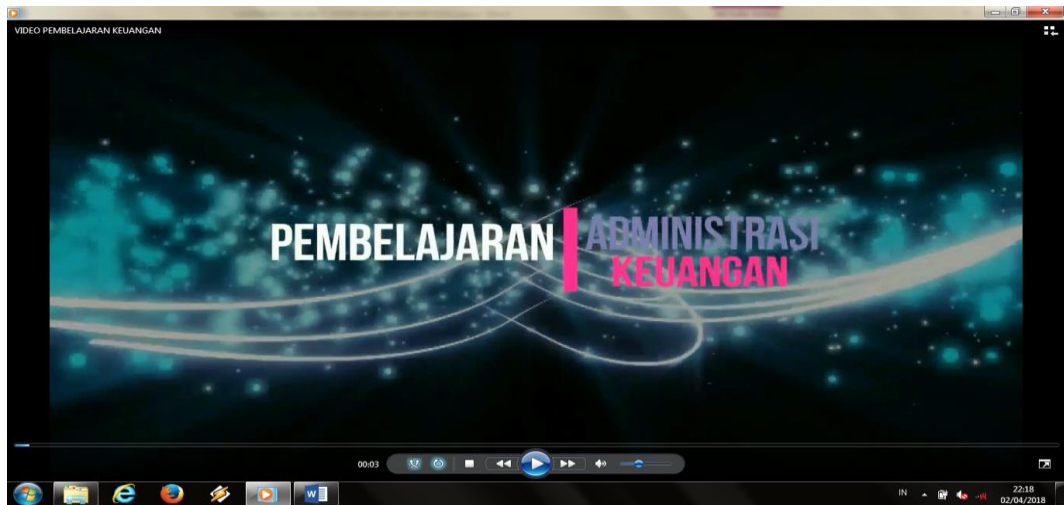 VIDEO PEMBELAJARAN KEUANGAN
PEMBELAJARAN
ADMINISTRASI
KEUANGAN
00:03
IN
22:18
02/04/2018